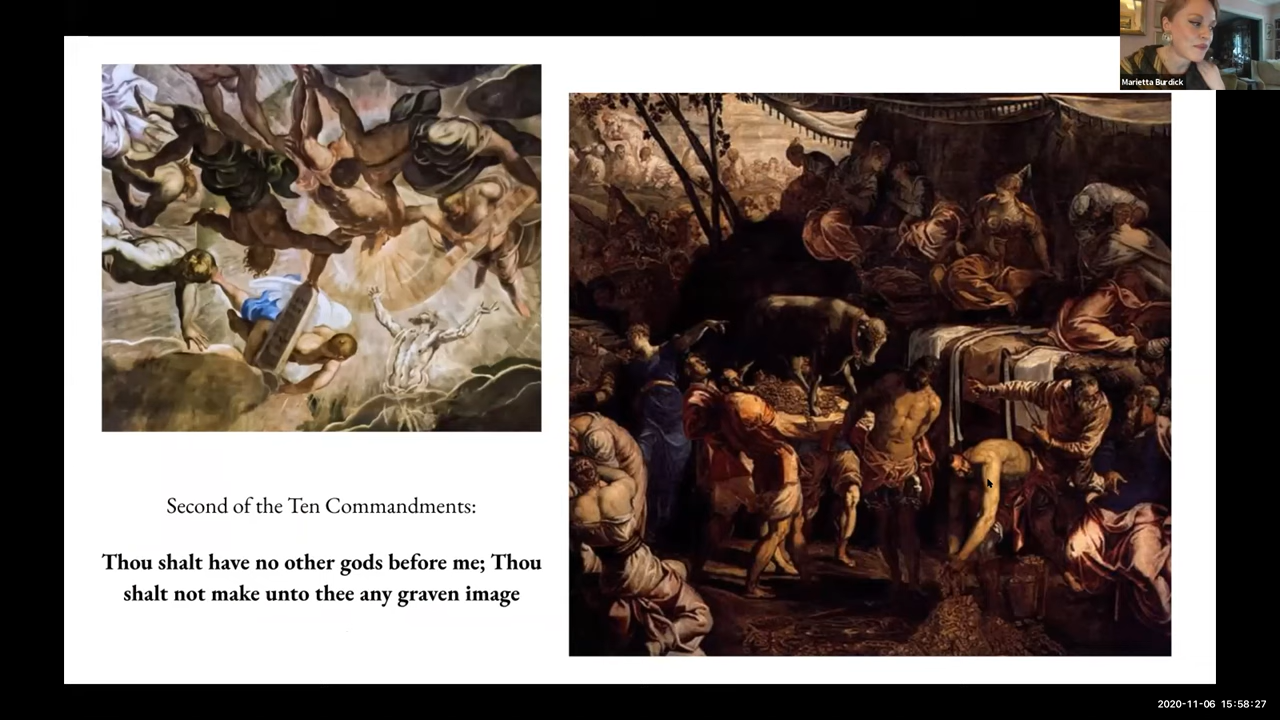 Marietta Burdick
Second of the Ten Commandments:
Thou shalt have no other gods before me; Thou
shalt not make unto thee any graven image
2020-11-06 15:58:27